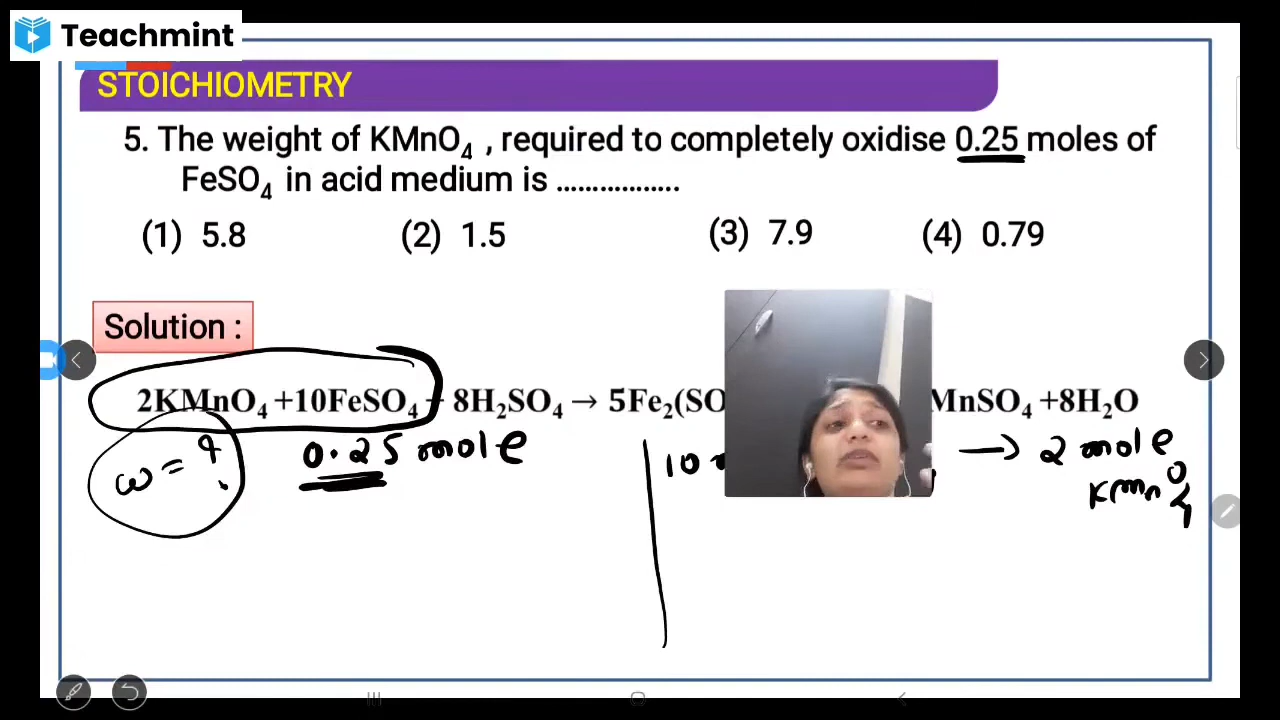 Teachmint
STOICHIOMETRY
5. The weight of KMnO₄ , required to completely oxidise 0.25 moles of
FeSO₄ in acid medium is .................
(1) 5.8 (2) 1.5 (3) 7.9 (4) 0.79
Solution :
2KMnO₄ +10FeSO₄ + 8H₂SO₄ → 5Fe₂(SO MnSO₄ +8H₂O
w = ? 0.25 mole 10 → 2 mole
KMnO₄